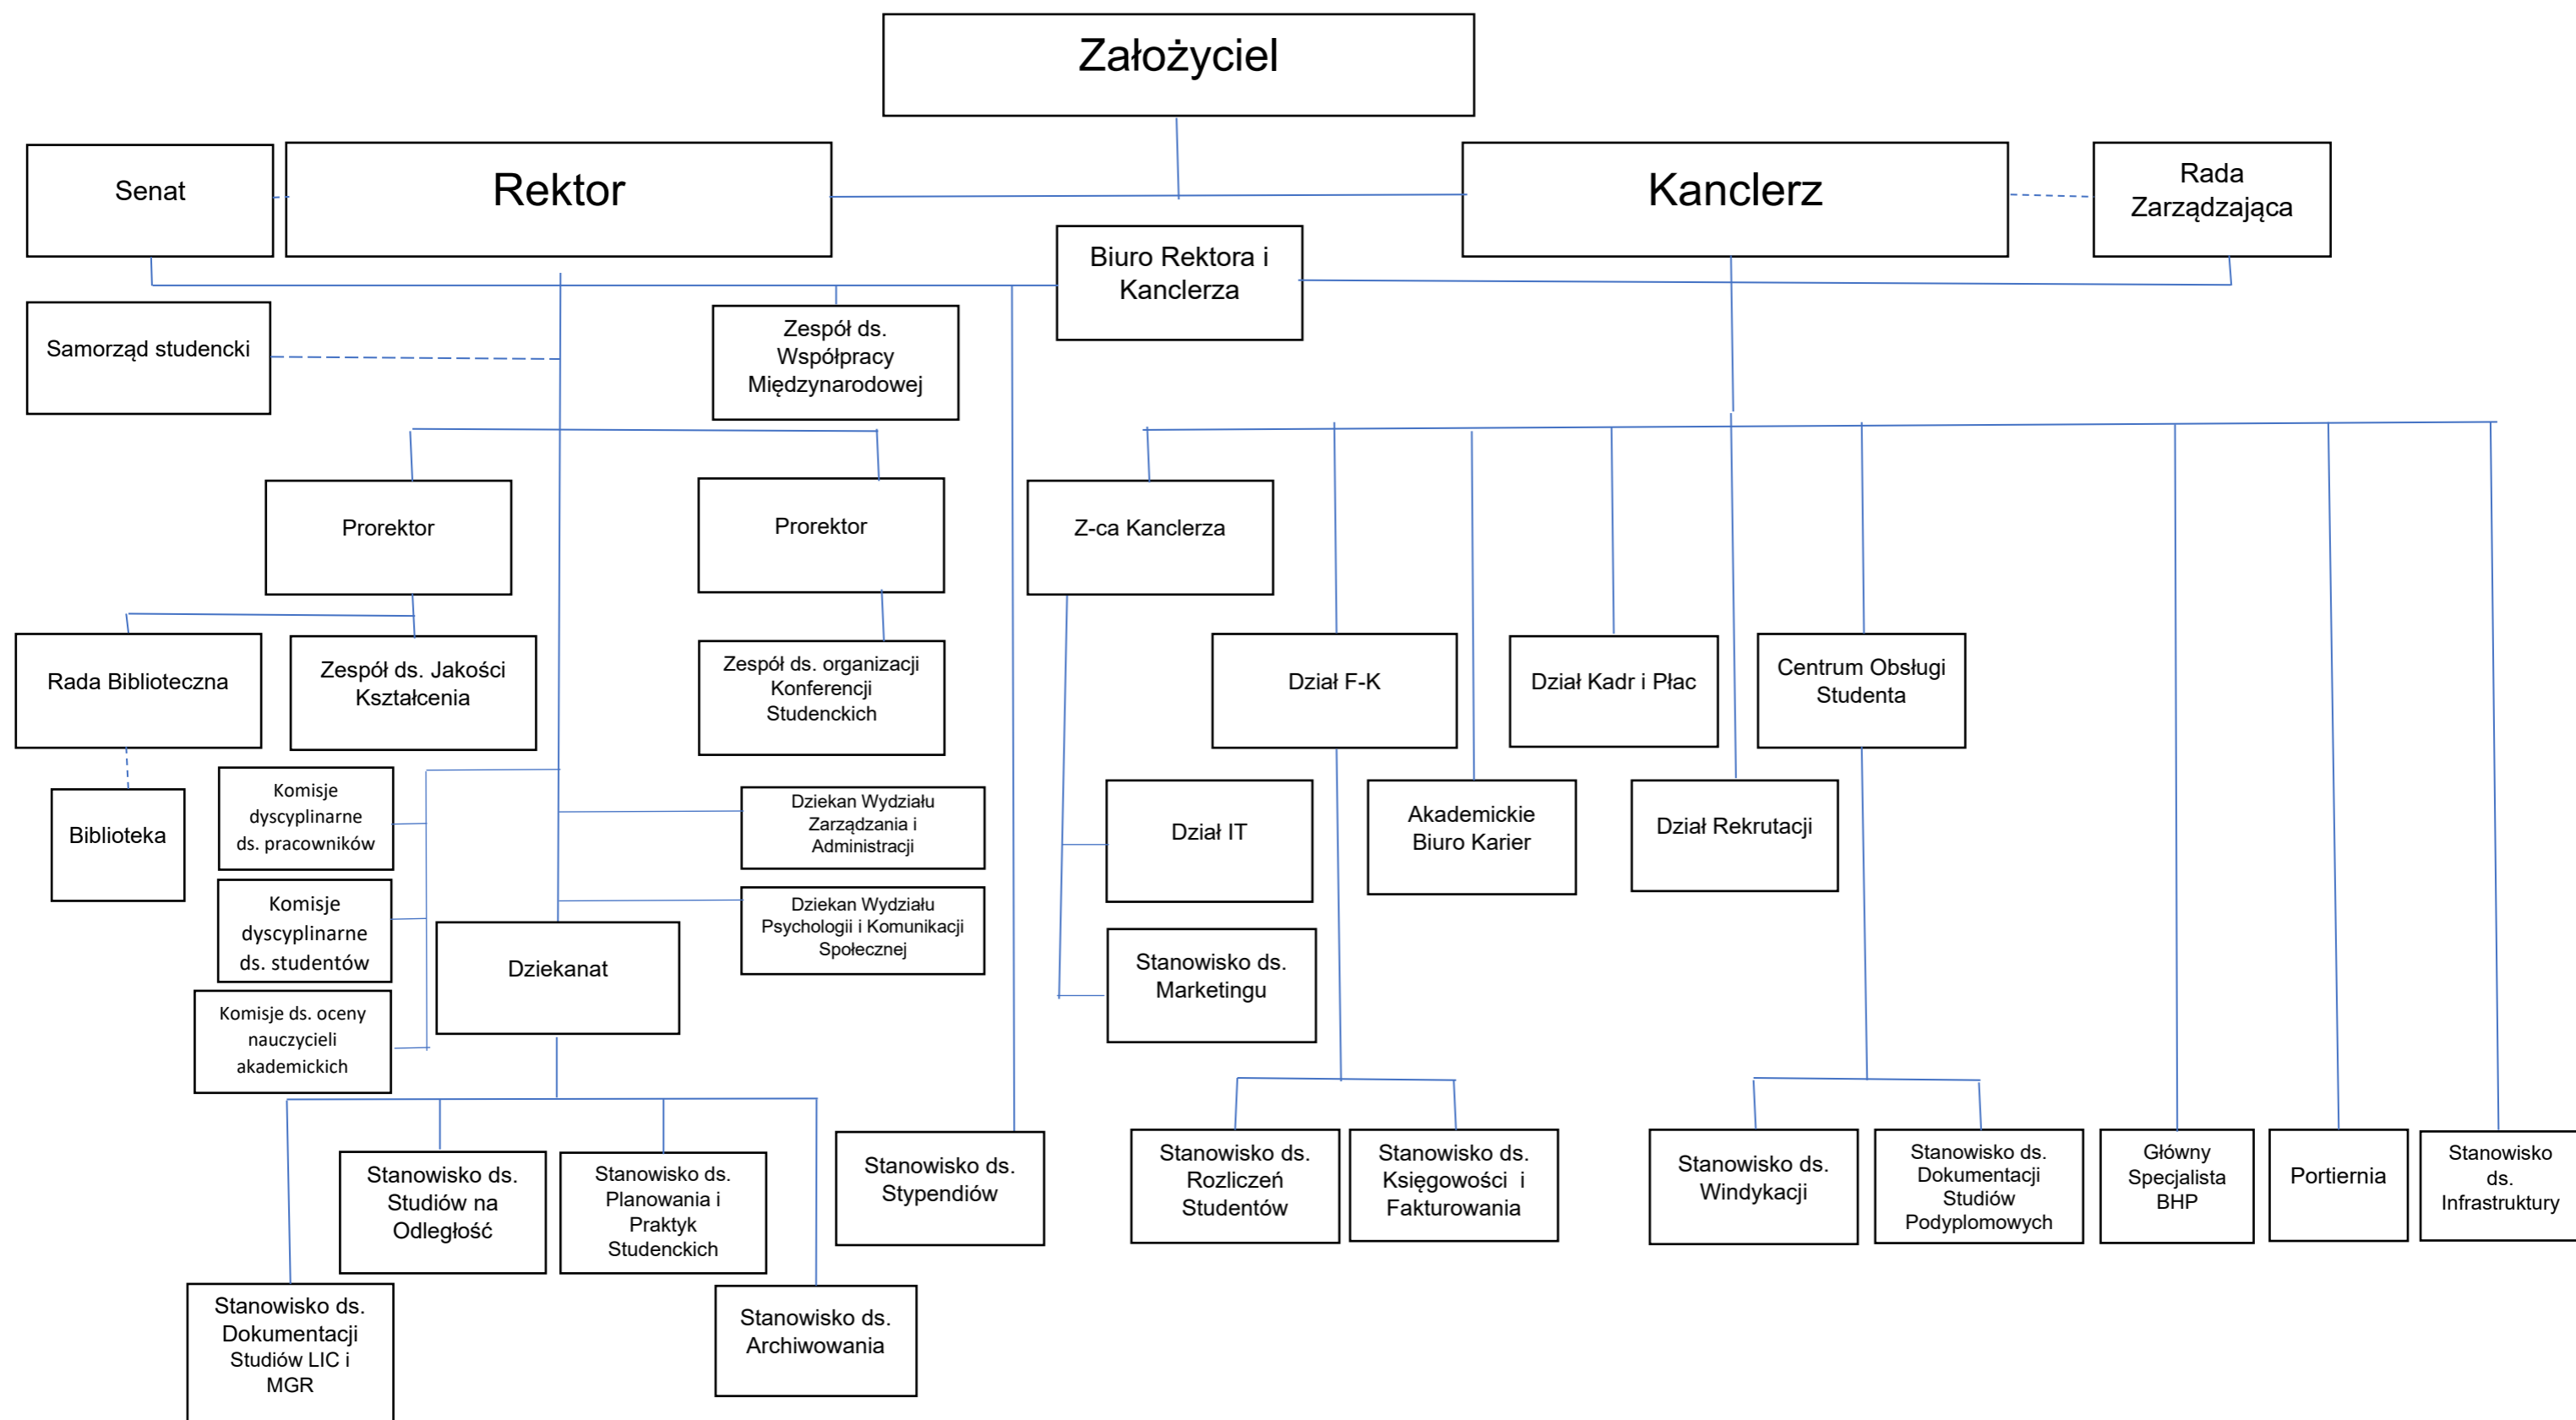 Założyciel
Senat
Rektor
Kanclerz
Rada
Zarządzająca
Biuro Rektora i
Kanclerza
Samorząd studencki
Zespół ds.
Współpracy
Międzynarodowej
Prorektor
Prorektor
Z-ca Kanclerza
Rada Biblioteczna
Zespół ds. Jakości
Kształcenia
Zespół ds. organizacji
Konferencji
Studenckich
Dział F-K
Dział Kadr i Płac
Centrum Obsługi
Studenta
Biblioteka
Komisje
dyscyplinarne
ds. pracowników
Dziekan Wydziału
Zarządzania i
Administracji
Dział IT
Akademickie
Biuro Karier
Dział Rekrutacji
Komisje
dyscyplinarne
ds. studentów
Dziekanat
Dziekan Wydziału
Psychologii i Komunikacji
Społecznej
Stanowisko ds.
Marketingu
Komisje ds. oceny
nauczycieli
akademickich
Stanowisko ds.
Studiów na
Odległość
Stanowisko ds.
Planowania i
Praktyk
Studenckich
Stanowisko ds.
Stypendiów
Stanowisko ds.
Rozliczeń
Studentów
Stanowisko ds.
Księgowości i
Fakturowania
Stanowisko ds.
Windykacji
Stanowisko ds.
Dokumentacji
Studiów
Podyplomowych
Główny
Specjalista
BHP
Portiernia
Stanowisko
ds.
Infrastruktury
Stanowisko ds.
Dokumentacji
Studiów LIC i
MGR
Stanowisko ds.
Archiwowania